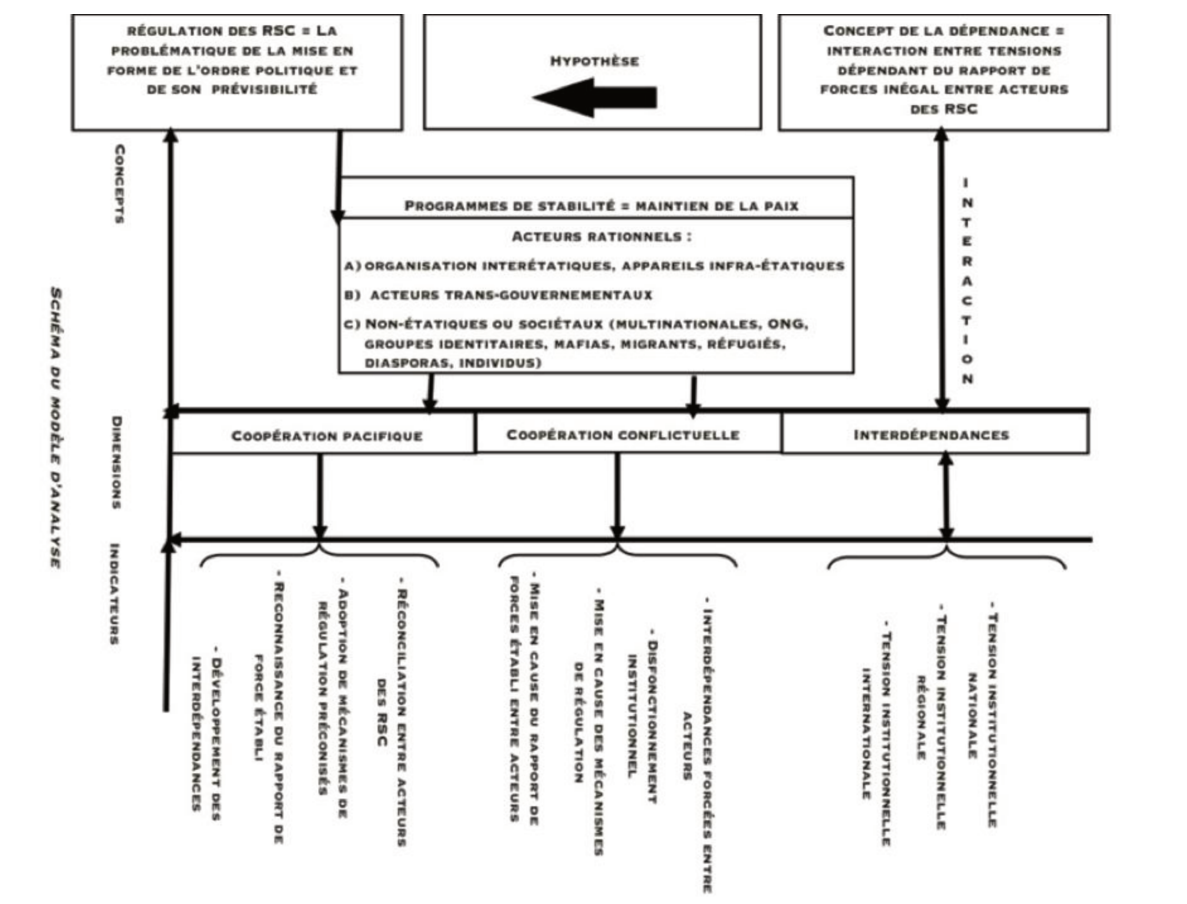 RÉGULATION DES RSC = LA
PROBLÉMATIQUE DE LA MISE EN
FORME DE L'ORDRE POLITIQUE ET
DE SON PRÉVISIBILITÉ
HYPOTHÈSE
CONCEPT DE LA DÉPENDANCE =
INTERACTION ENTRE TENSIONS
DÉPENDANT DU RAPPORT DE
FORCES INÉGAL ENTRE ACTEURS
DES RSC
CONCEPTS
PROGRAMMES DE STABILITÉ = MAINTIEN DE LA PAIX
ACTEURS RATIONNELS :
A) ORGANISATION INTERÉTATIQUES, APPAREILS INFRA-ÉTATIQUES
B) ACTEURS TRANS-GOUVERNEMENTAUX
C) NON-ÉTATIQUES OU SOCIÉTAUX (MULTINATIONALES, ONG,
GROUPES IDENTITAIRES, MAFIAS, MIGRANTS, RÉFUGIÉS,
DIASPORAS, INDIVIDUS)
INTERACTION
SCHÉMA DU MODÈLE D'ANALYSE
DIMENSIONS
COOPÉRATION PACIFIQUE
COOPÉRATION CONFLICTUELLE
INTERDÉPENDANCES
INDICATEURS
- RÉCONCILIATION ENTRE ACTEURS
DES RSC
- ADOPTION DE MÉCANISMES DE
RÉGULATION PRÉCONISÉS
- RECONNAISSANCE DU RAPPORT DE
FORCE ÉTABLI
- DÉVELOPPEMENT DES
INTERDÉPENDANCES
- INTERDÉPENDANCES FORCÉES ENTRE
ACTEURS
- DISFONCTIONNEMENT
INSTITUTIONNEL
- MISE EN CAUSE DES MÉCANISMES
DE RÉGULATION
- MISE EN CAUSE DU RAPPORT DE
FORCES ÉTABLI ENTRE ACTEURS
- TENSION INSTITUTIONNELLE
NATIONALE
- TENSION INSTITUTIONNELLE
RÉGIONALE
- TENSION INSTITUTIONNELLE
INTERNATIONALE